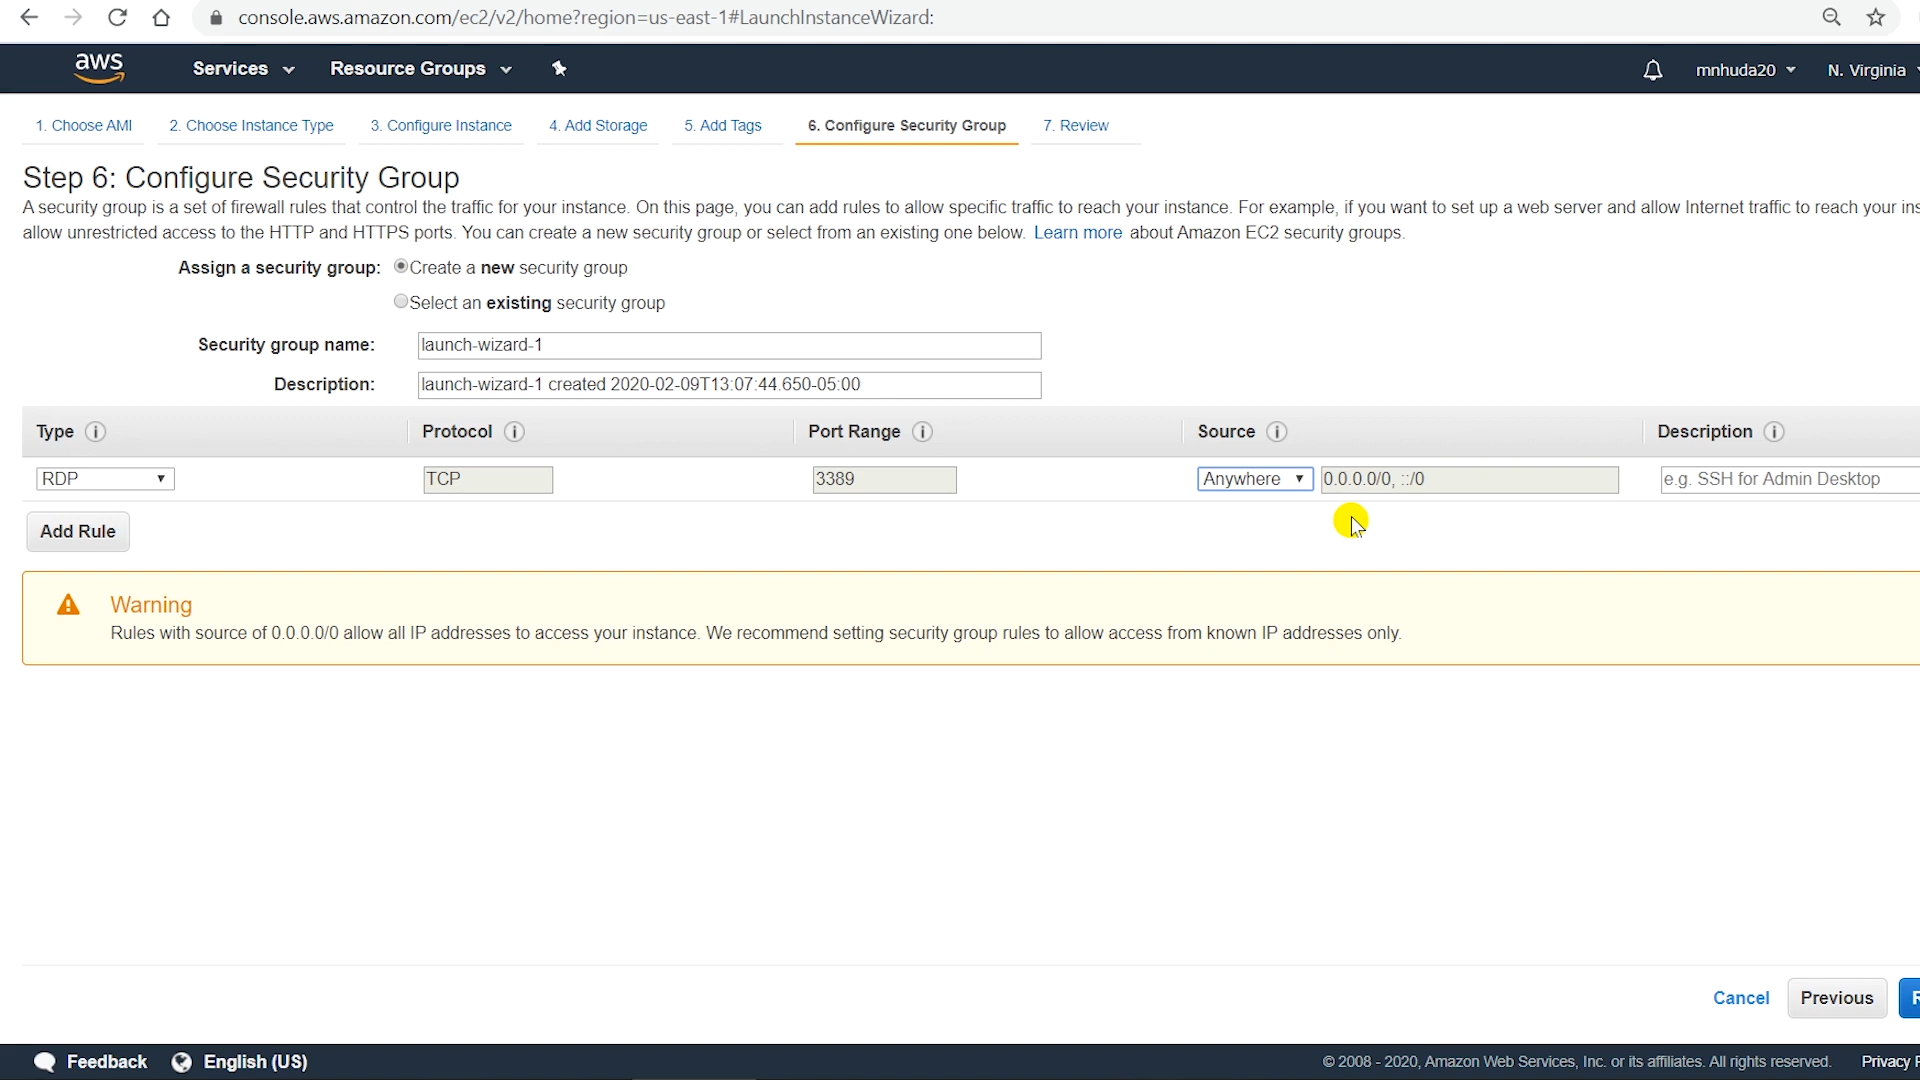 console.aws.amazon.com/ec2/v2/home?region=us-east-1#LaunchInstanceWizard:
aws Services Resource Groups mnhuda20 N. Virginia
1. Choose AMI 2. Choose Instance Type 3. Configure Instance 4. Add Storage 5. Add Tags 6. Configure Security Group 7. Review
Step 6: Configure Security Group
A security group is a set of firewall rules that control the traffic for your instance. On this page, you can add rules to allow specific traffic to reach your instance. For example, if you want to set up a web server and allow Internet traffic to reach your ins
allow unrestricted access to the HTTP and HTTPS ports. You can create a new security group or select from an existing one below. Learn more about Amazon EC2 security groups.
Assign a security group: Create a new security group
Select an existing security group
Security group name: launch-wizard-1
Description: launch-wizard-1 created 2020-02-09T13:07:44.650-05:00
Type Protocol Port Range Source Description
RDP TCP 3389 Anywhere 0.0.0.0/0, ::/0 e.g. SSH for Admin Desktop
Add Rule
Warning
Rules with source of 0.0.0.0/0 allow all IP addresses to access your instance. We recommend setting security group rules to allow access from known IP addresses only.
Cancel Previous R
Feedback English (US) © 2008 - 2020, Amazon Web Services, Inc. or its affiliates. All rights reserved. Privacy P